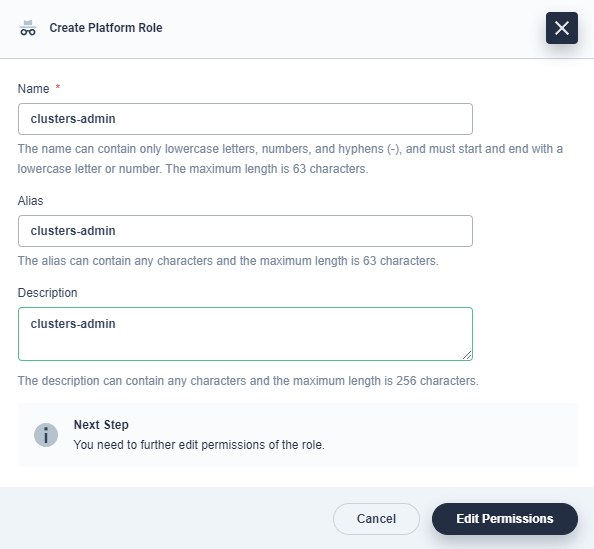 Create Platform Role
Name *
clusters-admin
The name can contain only lowercase letters, numbers, and hyphens (-), and must start and end with a
lowercase letter or number. The maximum length is 63 characters.
Alias
clusters-admin
The alias can contain any characters and the maximum length is 63 characters.
Description
clusters-admin
The description can contain any characters and the maximum length is 256 characters.
Next Step
You need to further edit permissions of the role.
Cancel
Edit Permissions